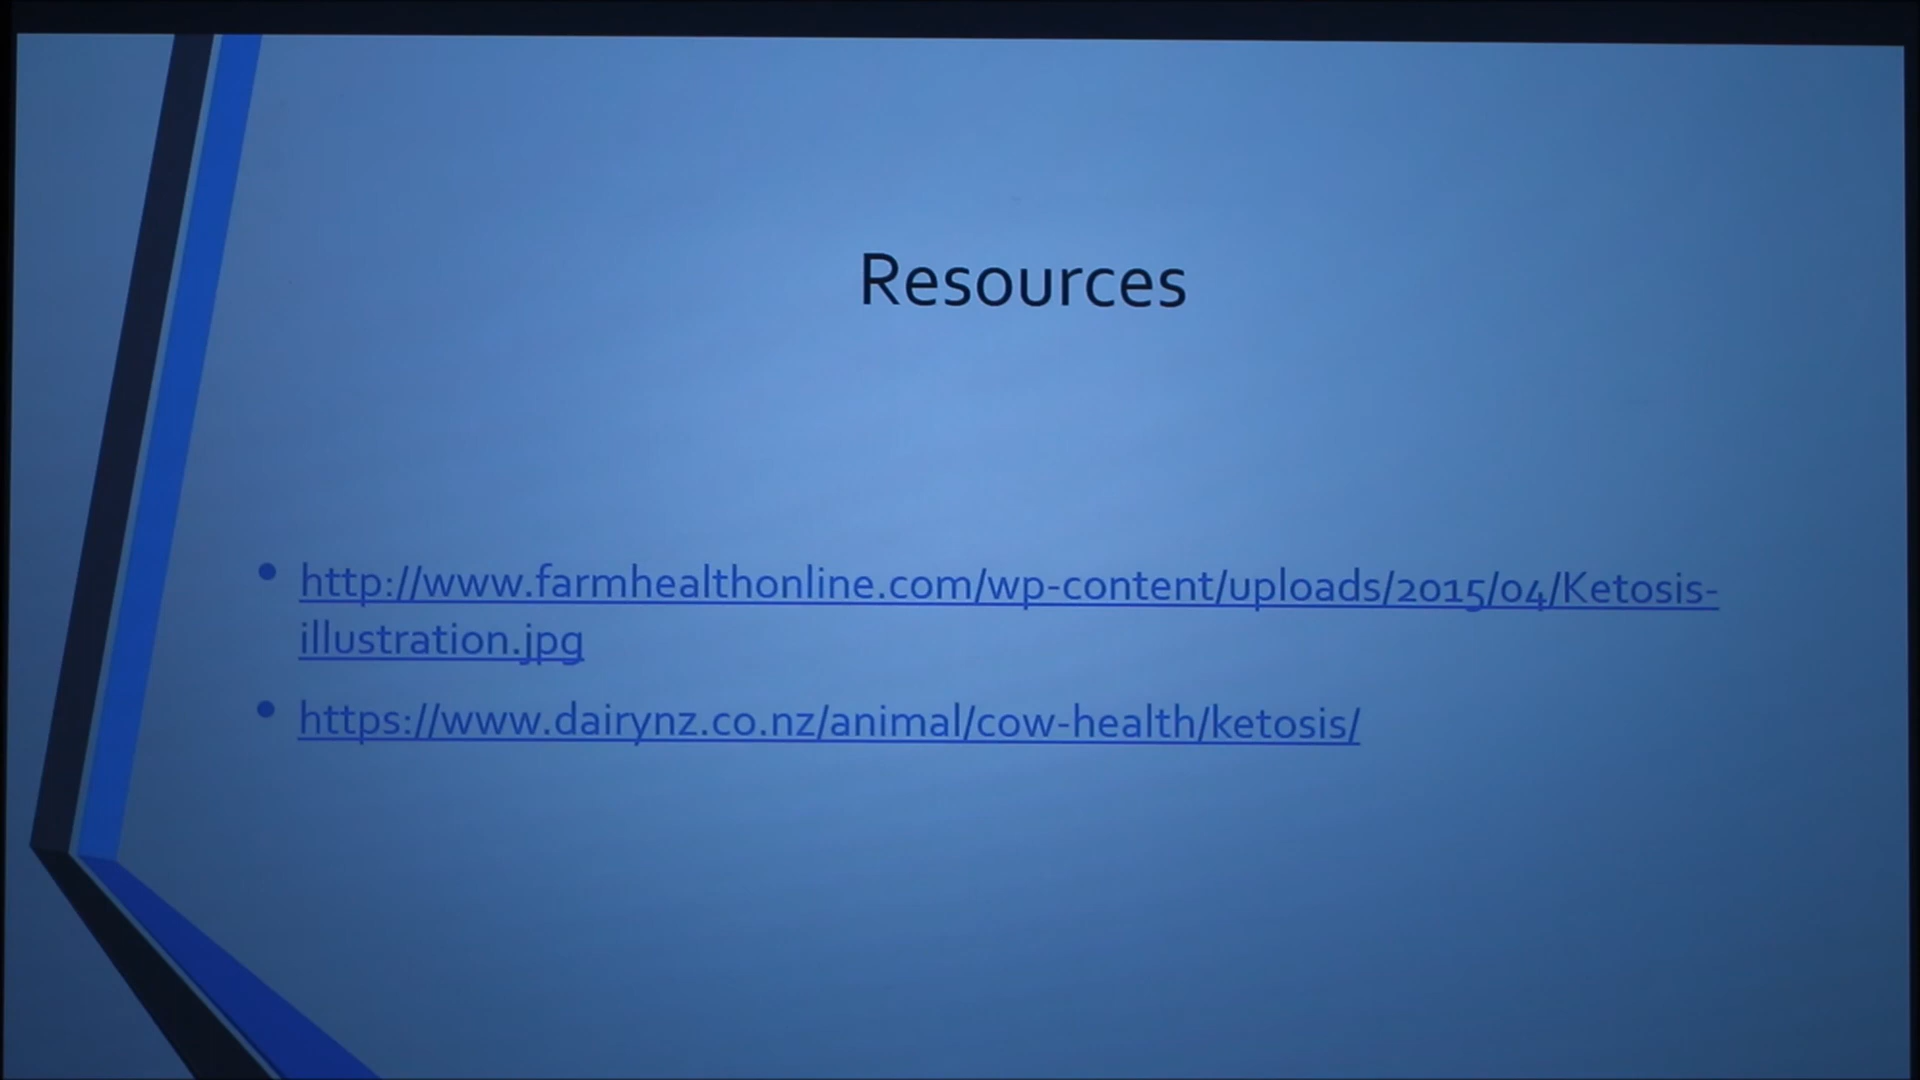 Resources
http://www.farmhealthonline.com/wp-content/uploads/2015/04/Ketosis-
illustration.jpg
https://www.dairynz.co.nz/animal/cow-health/ketosis/